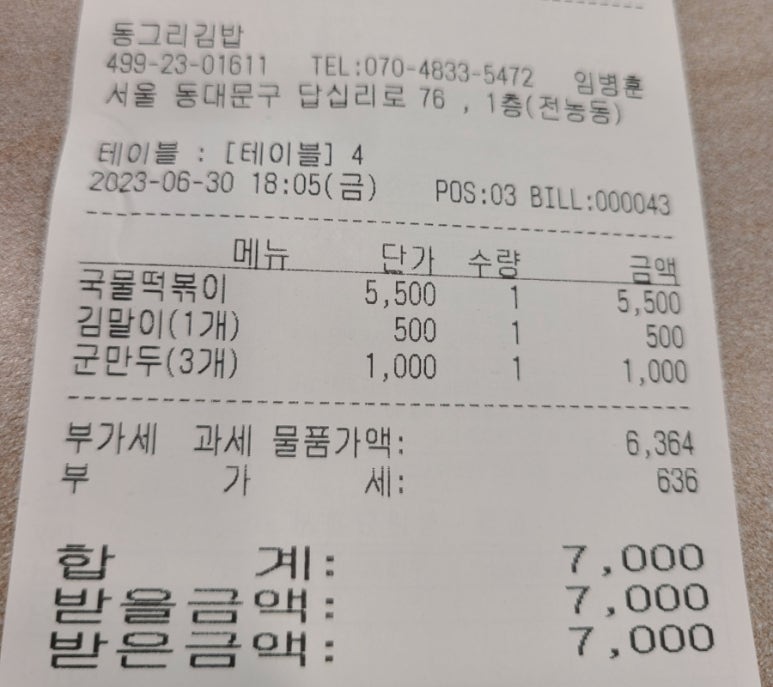 동그리김밥
499-23-01611 TEL:070-4833-5472 임병훈
서울 동대문구 답십리로 76 , 1층(전농동)
테이블 : [테이블] 4
2023-06-30 18:05(금) POS:03 BILL:000043
메뉴 단가 수량 금액
국물떡볶이 5,500 1 5,500
김말이(1개) 500 1 500
군만두(3개) 1,000 1 1,000
부가세 과세 물품가액: 6,364
부 가 세: 636
합 계: 7,000
받을금액: 7,000
받은금액: 7,000